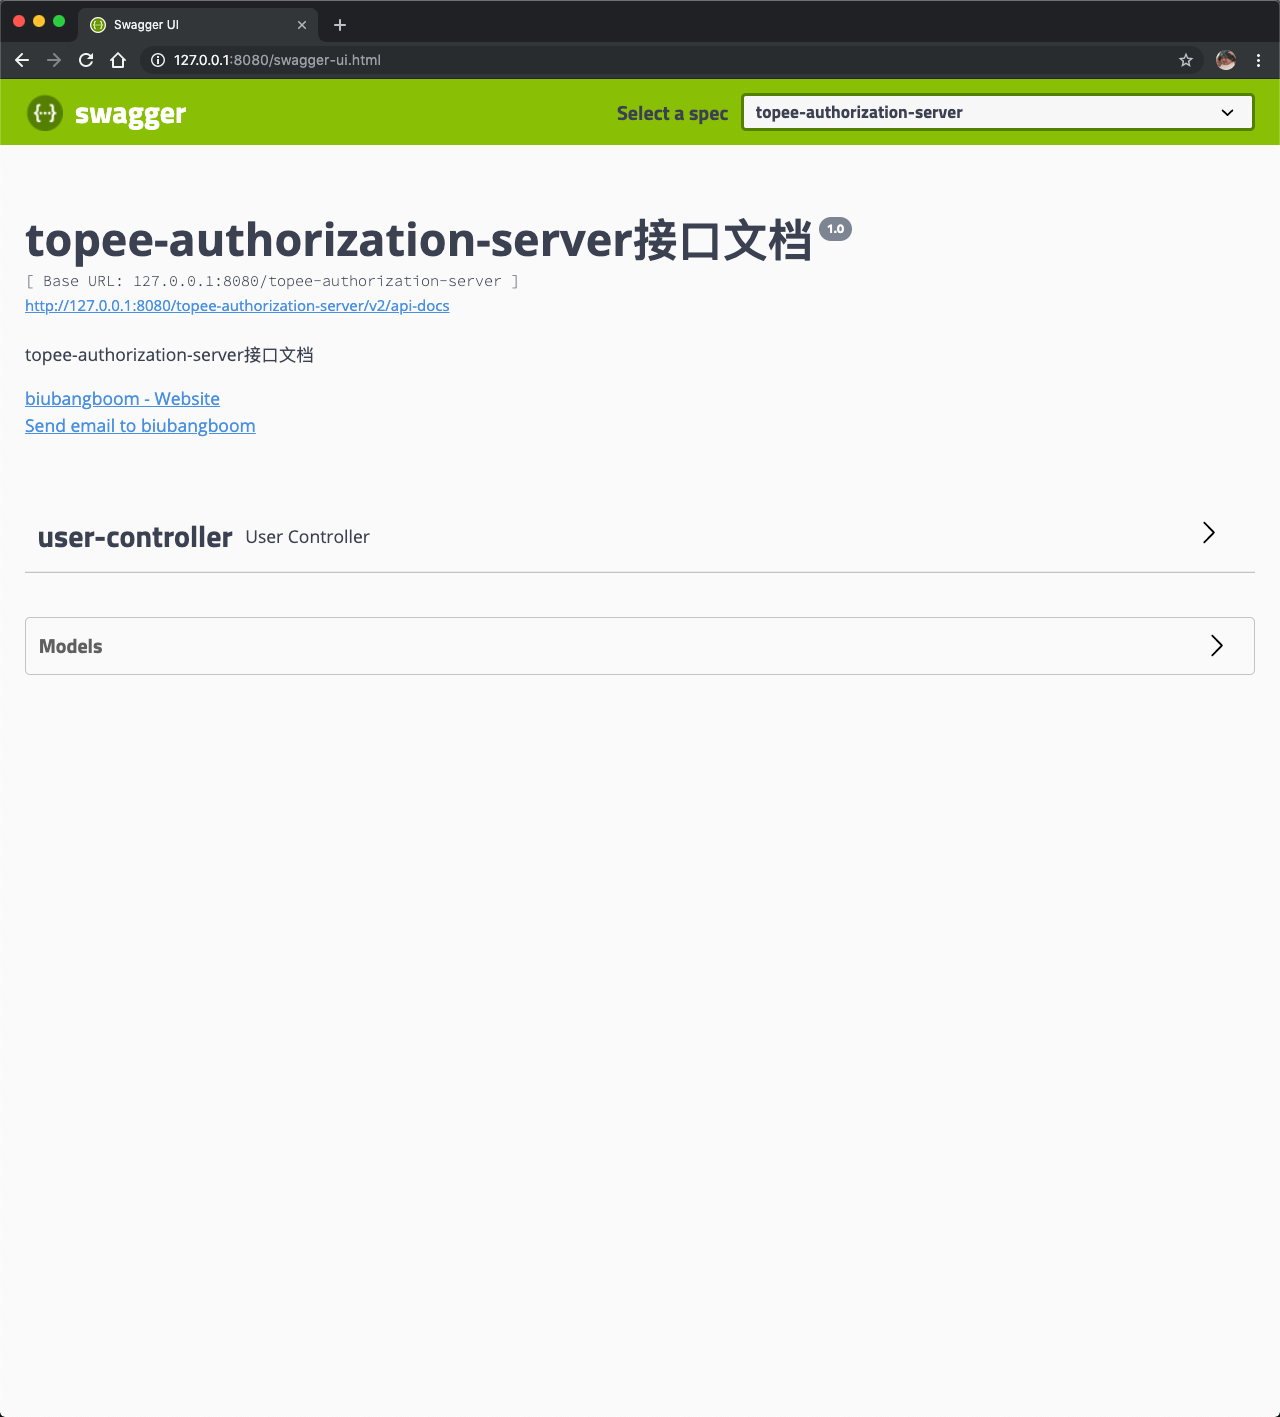 Swagger UI
127.0.0.1:8080/swagger-ui.html
{···} swagger
Select a spec
topee-authorization-server
topee-authorization-server接口文档 1.0
[ Base URL: 127.0.0.1:8080/topee-authorization-server ]
http://127.0.0.1:8080/topee-authorization-server/v2/api-docs
topee-authorization-server接口文档
biubangboom - Website
Send email to biubangboom
user-controller User Controller
Models